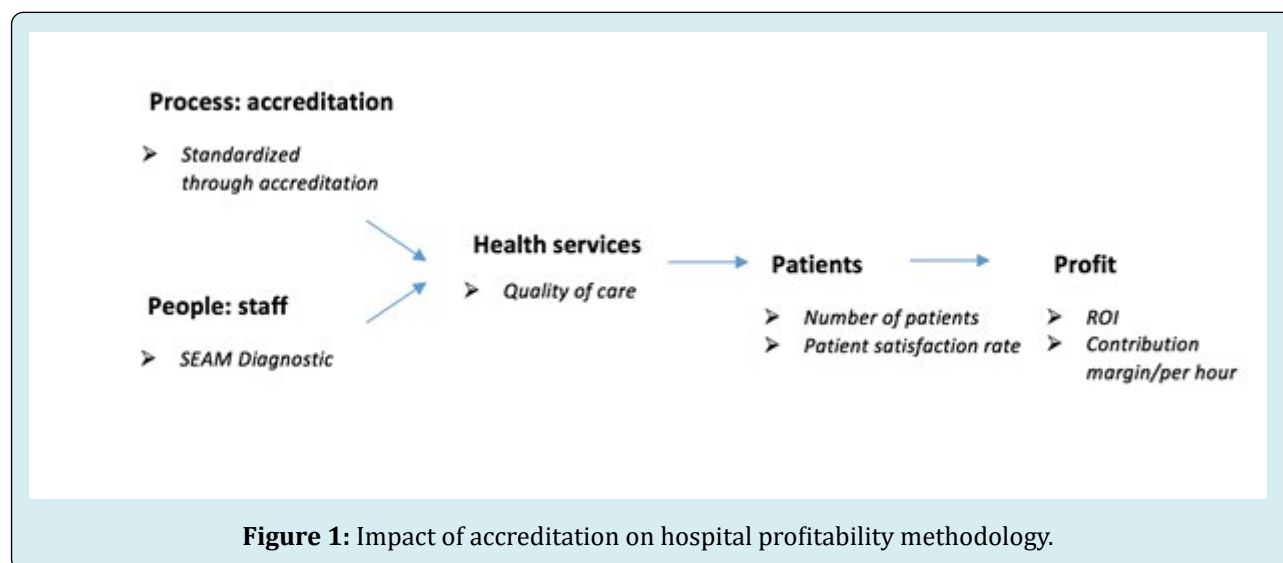 Process: accreditation
➤ Standardized
through accreditation
People: staff
➤ SEAM Diagnostic
Health services
➤ Quality of care
Patients
➤ Number of patients
➤ Patient satisfaction rate
Profit
➤ ROI
➤ Contribution
margin/per hour
Figure 1: Impact of accreditation on hospital profitability methodology.